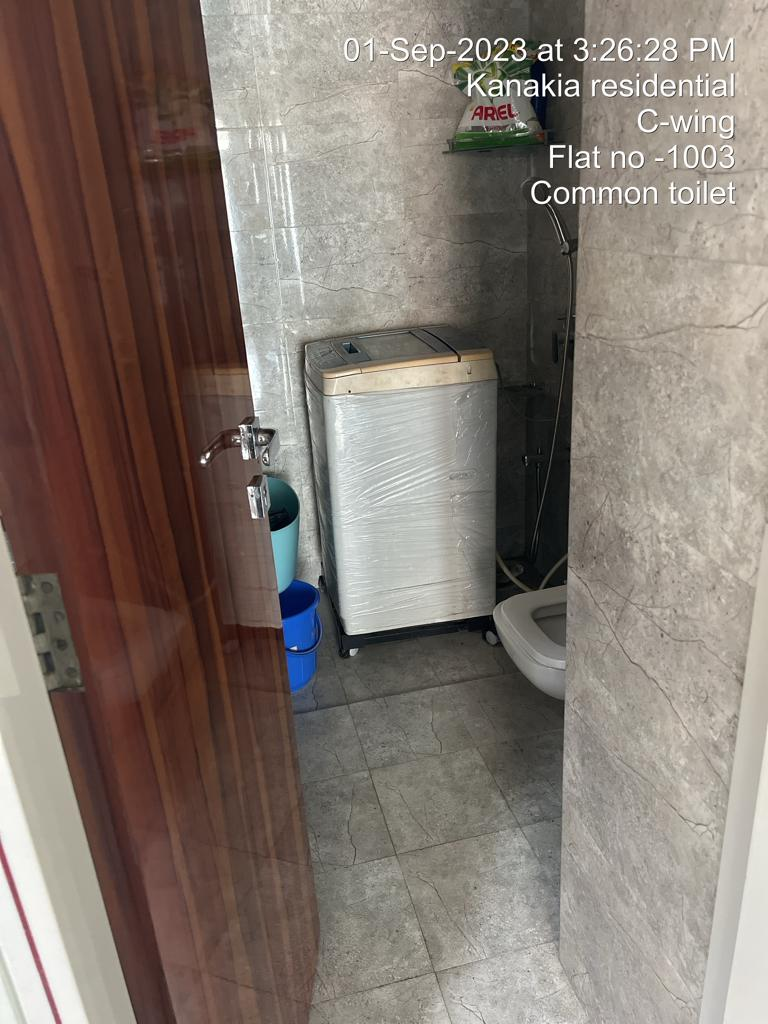 01-Sep-2023 at 3:26:28 PM
Kanakia residential
C-wing
Flat no -1003
Common toilet
ARIEL